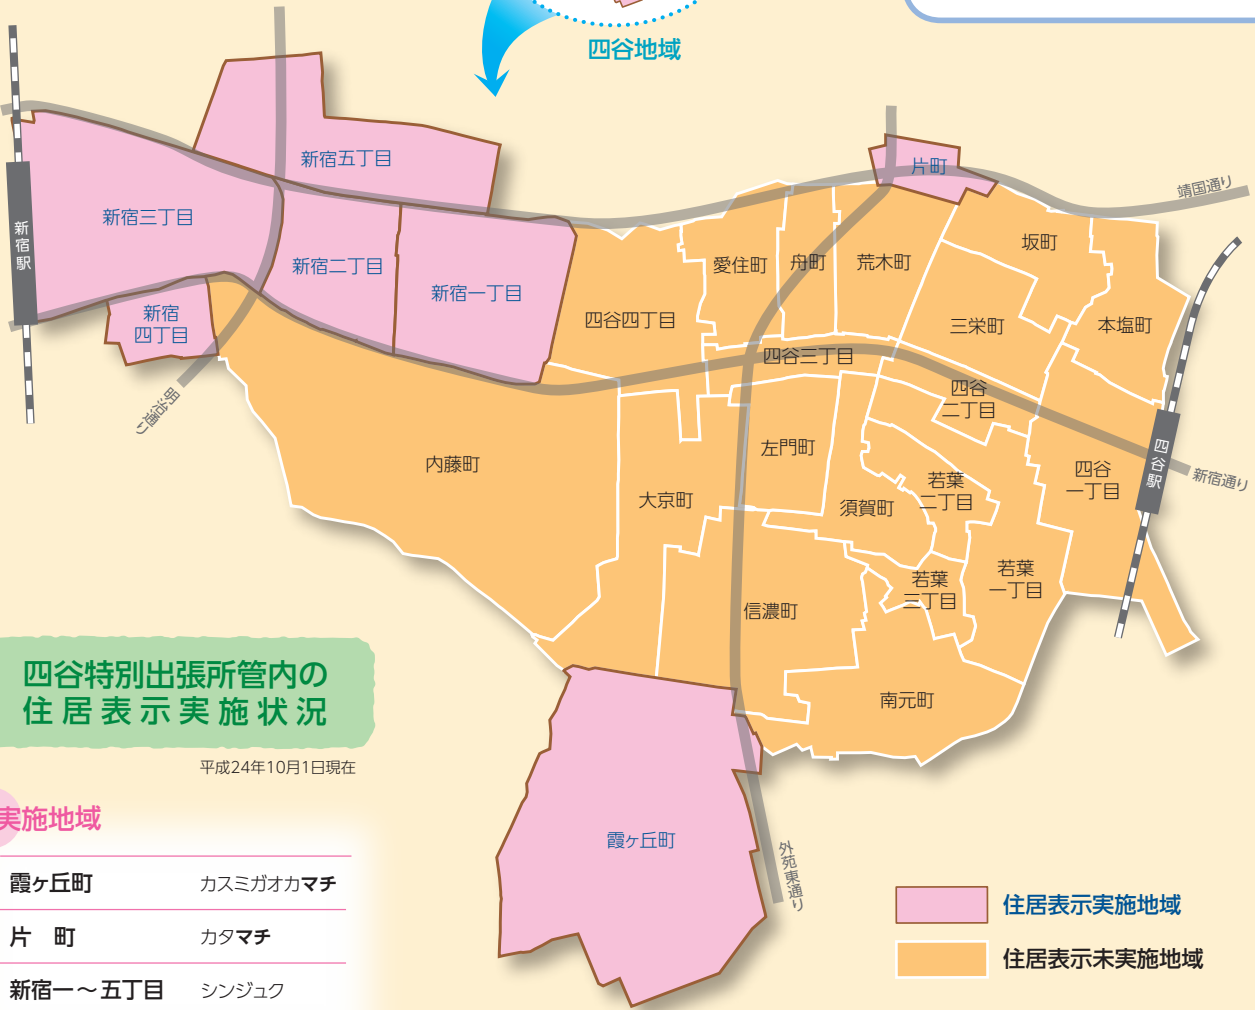 四谷地域
新宿五丁目
片町
靖国通り
新宿三丁目
新宿駅
新宿二丁目
新宿一丁目
新宿
四丁目
四谷四丁目
愛住町
舟町
荒木町
坂町
三栄町
本塩町
四谷三丁目
四谷
二丁目
明治通り
内藤町
大京町
左門町
須賀町
若葉
二丁目
四谷
一丁目
四谷駅
新宿通り
若葉
三丁目
若葉
一丁目
信濃町
南元町
霞ヶ丘町
外苑東通り
四谷特別出張所管内の
住居表示実施状況
平成24年10月1日現在
実施地域
霞ヶ丘町 カスミガオカマチ
片 町 カタマチ
新宿一～五丁目 シンジュク
住居表示実施地域
住居表示未実施地域